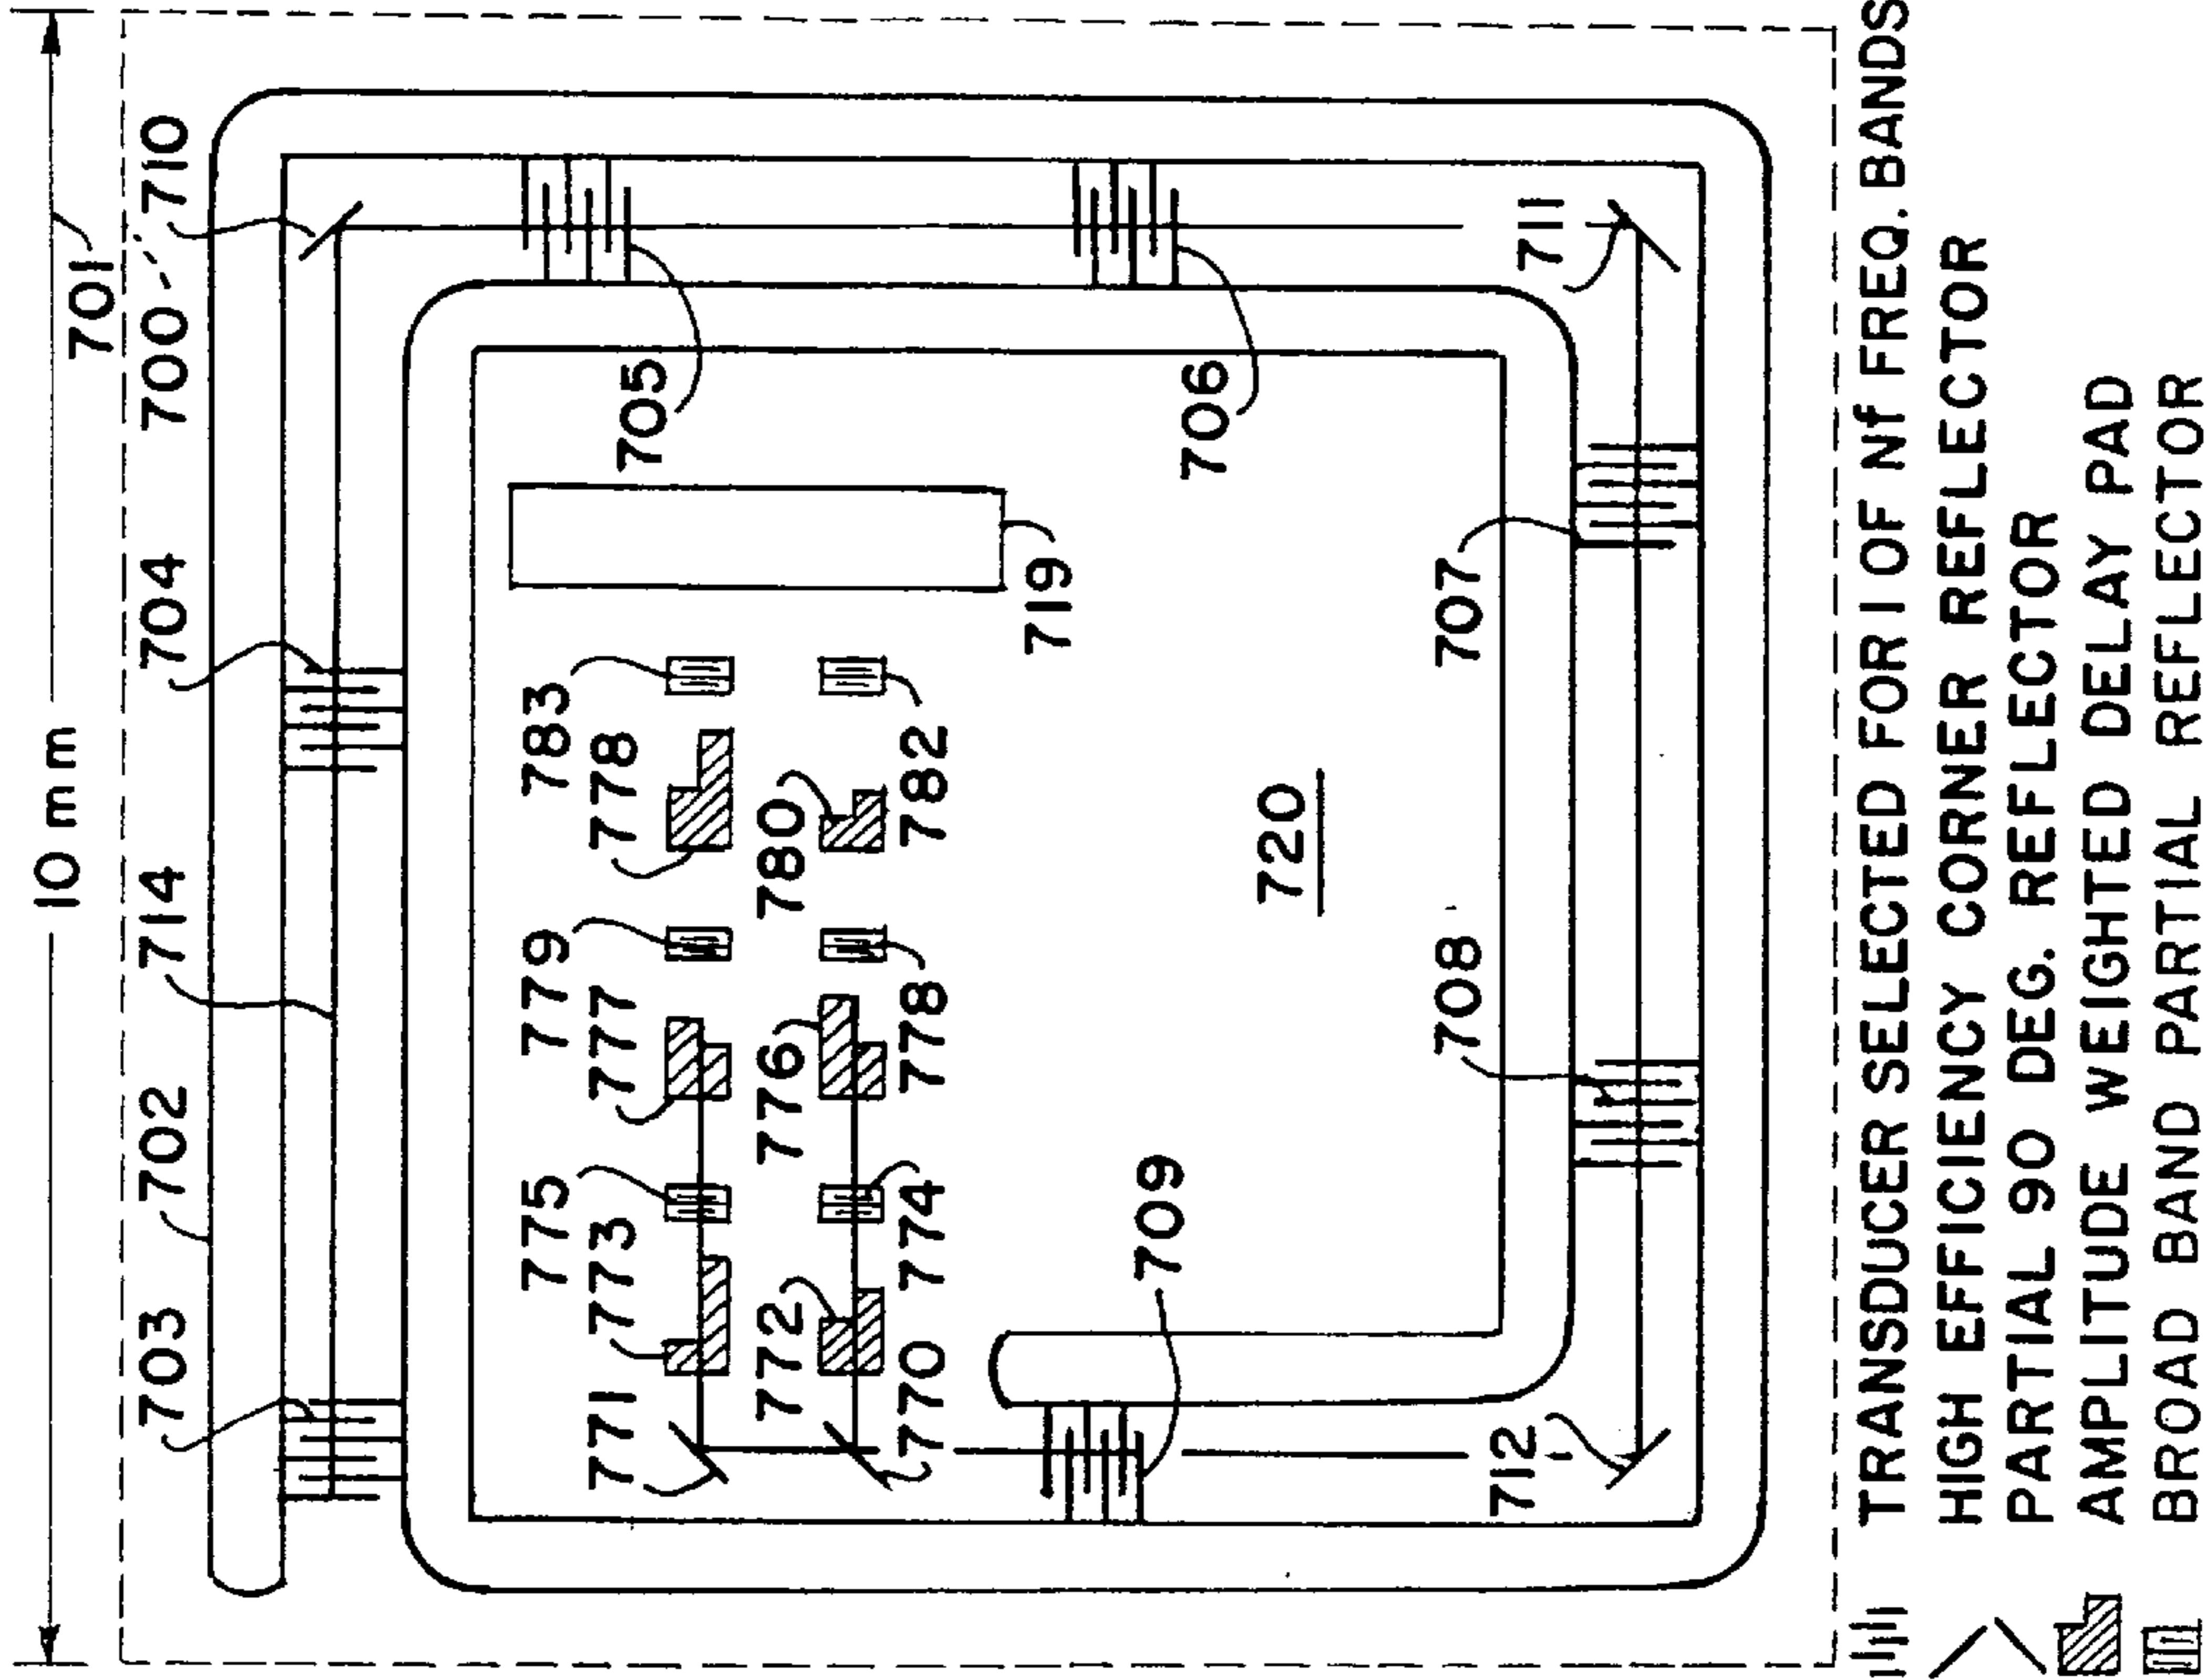 10 mm
701
703 702 714 704 700 710
775 779 783
771 773 777 778 705
772 776 780
770 774 778 782
719
709 706
720
708 707
712 711
TRANSDUCER SELECTED FOR 1 OF Nf FREQ. BANDS
HIGH EFFICIENCY CORNER REFLECTOR
PARTIAL 90 DEG. REFLECTOR
AMPLITUDE WEIGHTED DELAY PAD
BROAD BAND PARTIAL REFLECTOR